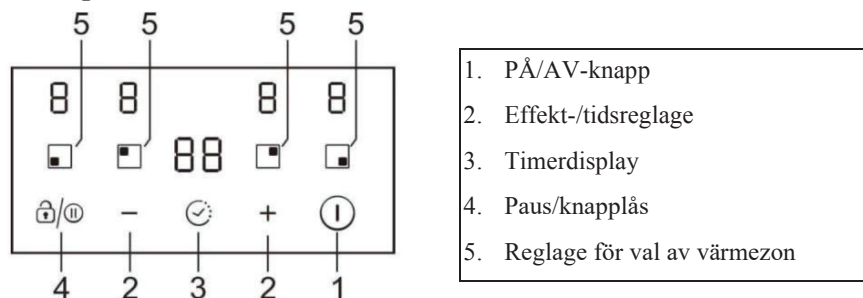 5 5 5 5
8 8 8 8
88
4 2 3 2 1
1. PÅ/AV-knapp
2. Effekt-/tidsreglage
3. Timerdisplay
4. Paus/knapplås
5. Reglage för val av värmezon